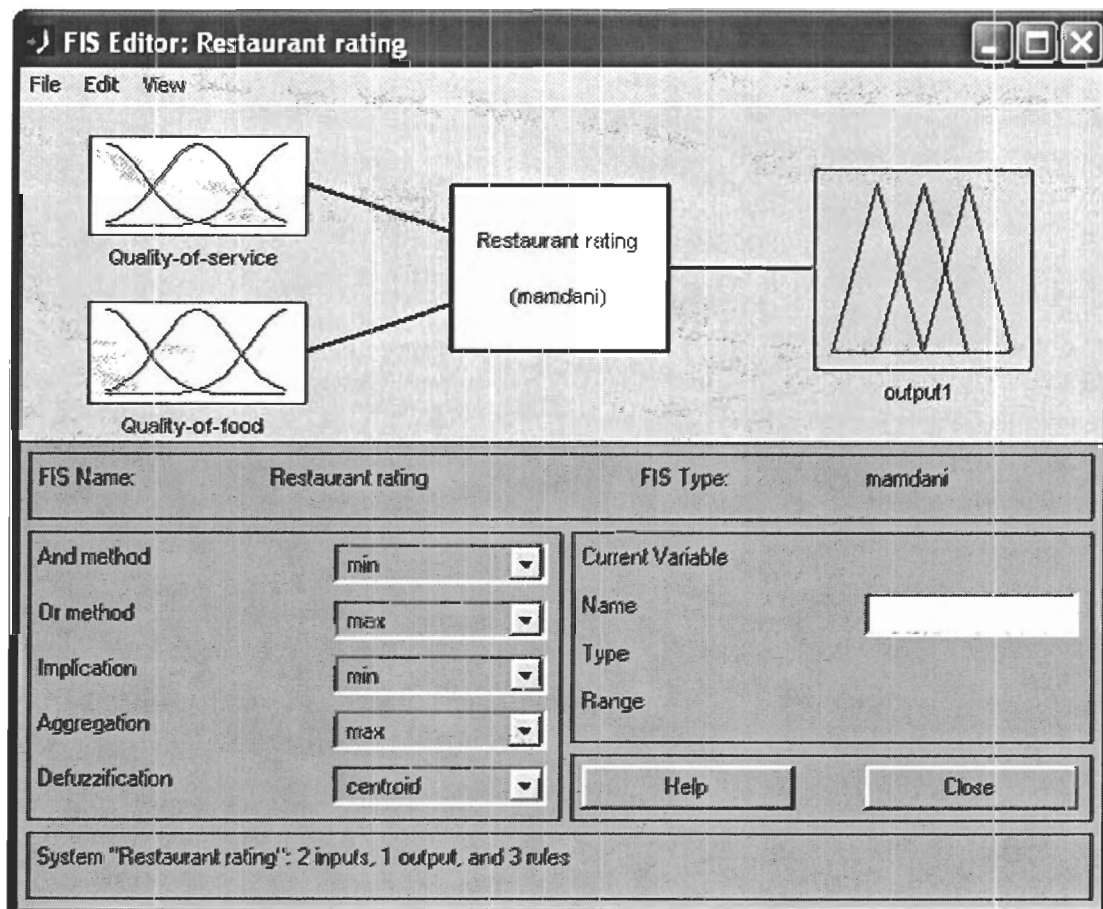 FIS Editor: Restaurant rating
File Edit View
Quality-of-service
Quality-of-food
Restaurant rating
(mamdani)
output1
FIS Name: Restaurant rating FIS Type: mamdani
And method min
Or method max
Implication min
Aggregation max
Defuzzification centroid
Current Variable
Name
Type
Range
Help Close
System "Restaurant rating": 2 inputs, 1 output, and 3 rules